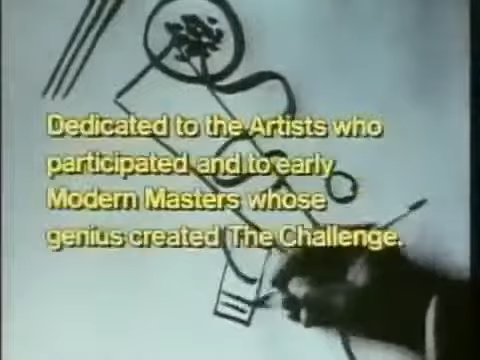 Dedicated to the Artists who
participated and to early
Modern Masters whose
genius created The Challenge.